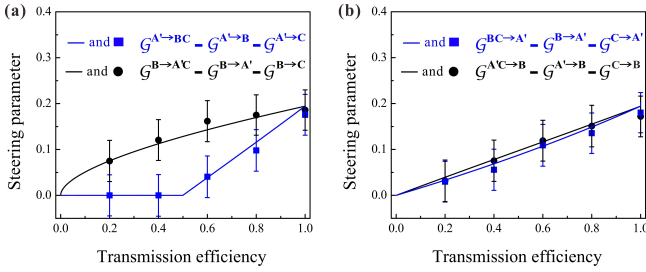 (a)
0.4
0.3
0.2
0.1
0.0
Steering parameter
and 𝒢^{A'→BC} - 𝒢^{A'→B} - 𝒢^{A'→C}
and 𝒢^{B→A'C} - 𝒢^{B→A'} - 𝒢^{B→C}
0.0 0.2 0.4 0.6 0.8 1.0
Transmission efficiency
(b)
0.4
0.3
0.2
0.1
0.0
Steering parameter
and 𝒢^{BC→A'} - 𝒢^{B→A'} - 𝒢^{C→A'}
and 𝒢^{A'C→B} - 𝒢^{A'→B} - 𝒢^{C→B}
0.0 0.2 0.4 0.6 0.8 1.0
Transmission efficiency